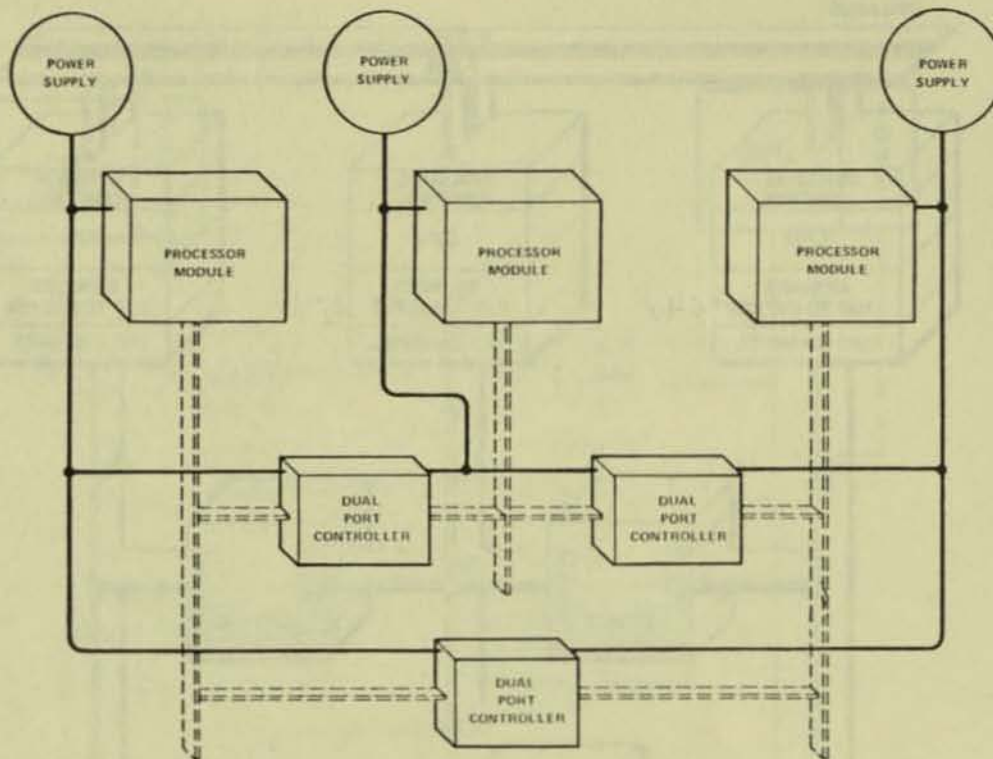 POWER
SUPPLY
POWER
SUPPLY
POWER
SUPPLY
PROCESSOR
MODULE
PROCESSOR
MODULE
PROCESSOR
MODULE
DUAL
PORT
CONTROLLER
DUAL
PORT
CONTROLLER
DUAL
PORT
CONTROLLER